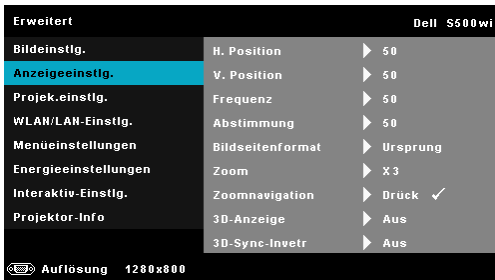 Erweitert Dell S500wi
Bildeinstlg. H. Position 50
Anzeigeeinstlg. V. Position 50
Projek.einstlg. Frequenz 50
WLAN/LAN-Einstlg. Abstimmung 50
Menüeinstellungen Bildseitenformat Ursprung
Energieeinstellungen Zoom X3
Interaktiv-Einstlg. Zoomnavigation Drück ✓
Projektor-Info 3D-Anzeige Aus
3D-Sync-Invetr Aus
Auflösung 1280x800